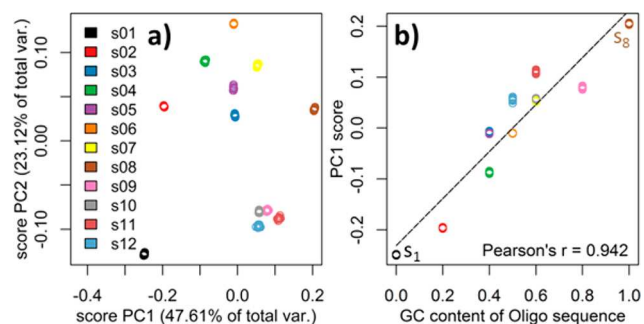 a)
s01
s02
s03
s04
s05
s06
s07
s08
s09
s10
s11
s12
score PC2 (23.12% of total var.)
0.10
0.00
-0.10
-0.4 -0.2 0.0 0.2
score PC1 (47.61% of total var.)
b)
PC1 score
0.2
0.1
0.0
-0.1
-0.2
s8
s1
Pearson's r = 0.942
0.0 0.2 0.4 0.6 0.8 1.0
GC content of Oligo sequence